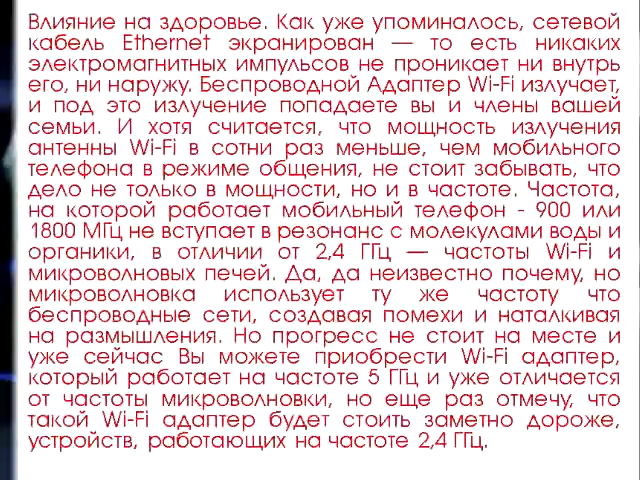 Влияние на здоровье. Как уже упоминалось, сетевой
кабель Ethernet экранирован — то есть никаких
электромагнитных импульсов не проникает ни внутрь
его, ни наружу. Беспроводной Адаптер Wi-Fi излучает,
и под это излучение попадаете вы и члены вашей
семьи. И хотя считается, что мощность излучения
антенны Wi-Fi в сотни раз меньше, чем мобильного
телефона в режиме общения, не стоит забывать, что
дело не только в мощности, но и в частоте. Частота,
на которой работает мобильный телефон - 900 или
1800 МГц не вступает в резонанс с молекулами воды и
органики, в отличии от 2,4 ГГц — частоты Wi-Fi и
микроволновых печей. Да, да неизвестно почему, но
микроволновка использует ту же частоту что
беспроводные сети, создавая помехи и наталкивая
на размышления. Но прогресс не стоит на месте и
уже сейчас Вы можете приобрести Wi-Fi адаптер,
который работает на частоте 5 ГГц и уже отличается
от частоты микроволновки, но еще раз отмечу, что
такой Wi-Fi адаптер будет стоить заметно дороже,
устройств, работающих на частоте 2,4 ГГц.